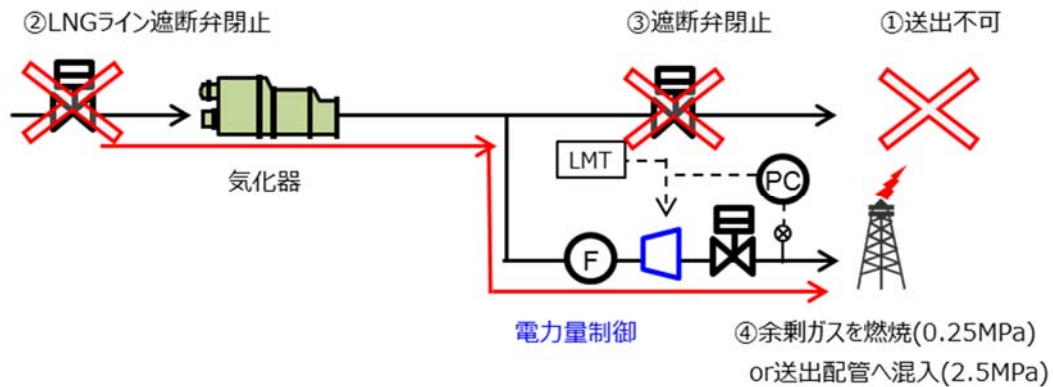 ②LNGライン遮断弁閉止
③遮断弁閉止
①送出不可
LMT
PC
気化器
F
電力量制御
④余剰ガスを燃焼(0.25MPa)
or送出配管へ混入(2.5MPa)